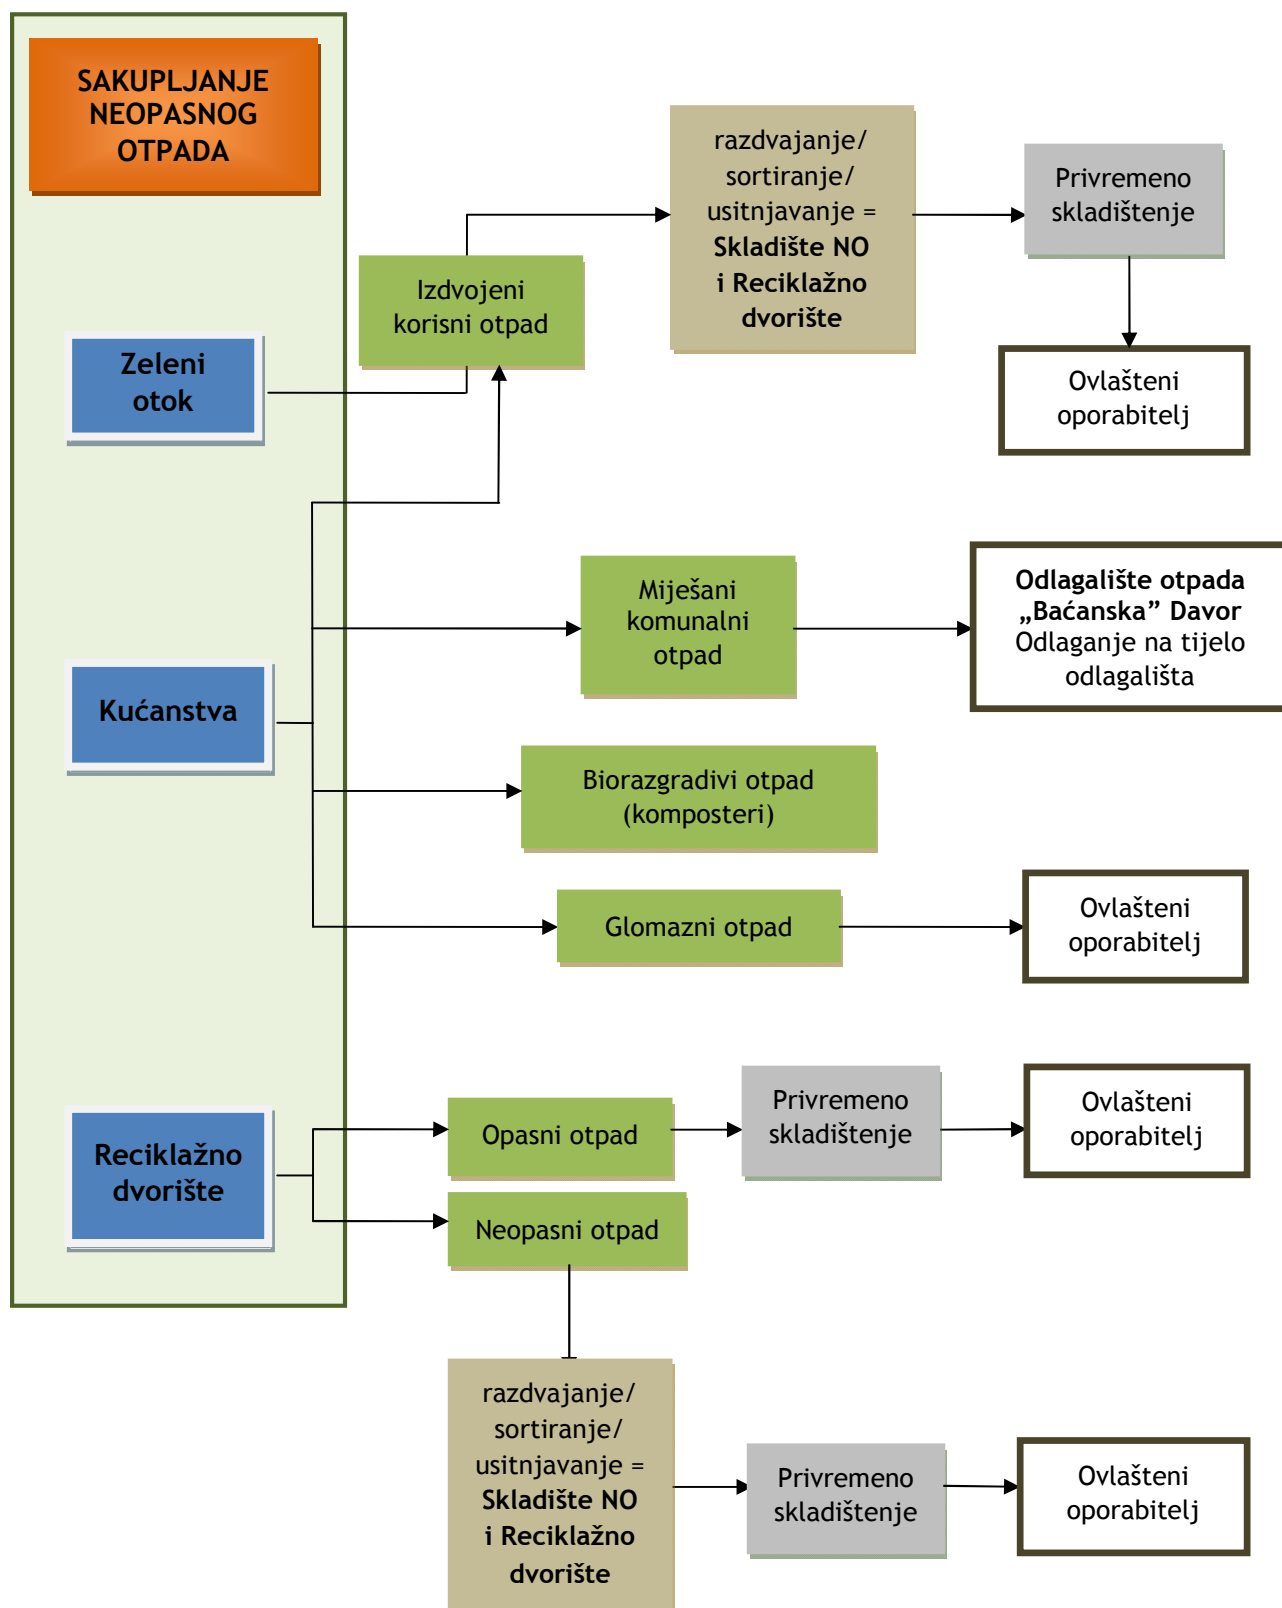 SAKUPLJANJE
NEOPASNOG
OTPADA
razdvajanje/
sortiranje/
usitnjavanje =
Skladište NO
i Reciklažno
dvorište
Privremeno
skladištenje
Izdvojeni
korisni otpad
Zeleni
otok
Ovlašteni
oporabitelj
Miješani
komunalni
otpad
Odlagalište otpada
„Baćanska” Davor
Odlaganje na tijelo
odlagališta
Kućanstva
Biorazgradivi otpad
(komposteri)
Glomazni otpad
Ovlašteni
oporabitelj
Reciklažno
dvorište
Opasni otpad
Privremeno
skladištenje
Ovlašteni
oporabitelj
Neopasni otpad
razdvajanje/
sortiranje/
usitnjavanje =
Skladište NO
i Reciklažno
dvorište
Privremeno
skladištenje
Ovlašteni
oporabitelj